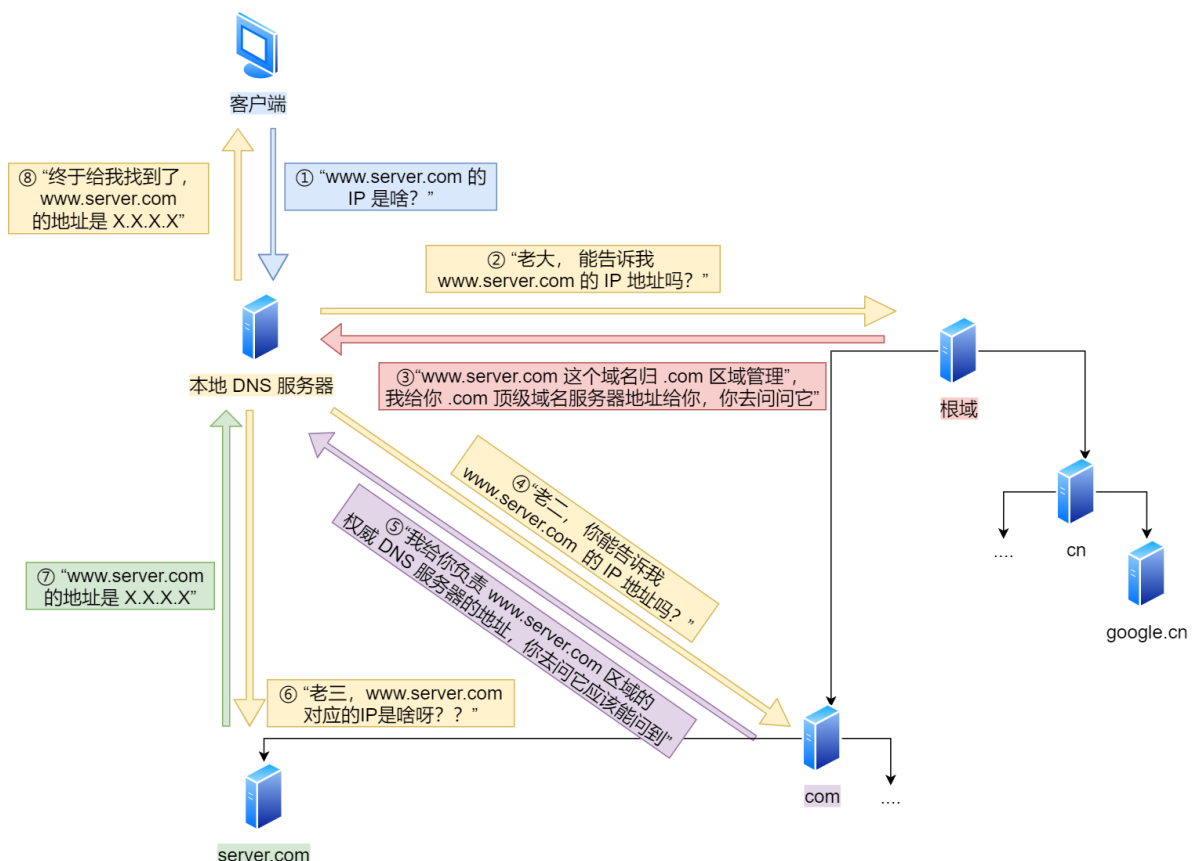 客户端
⑧ “终于给我找到了，
www.server.com
的地址是 X.X.X.X”
① “www.server.com 的
IP 是啥？”
② “老大， 能告诉我
www.server.com 的 IP 地址吗？”
本地 DNS 服务器
③“www.server.com 这个域名归 .com 区域管理”，
我给你 .com 顶级域名服务器地址给你，你去问问它”
根域
④“老二， 你能告诉我
www.server.com 的 IP 地址吗？”
⑤“我给你负责 www.server.com 区域的
权威 DNS 服务器的地址，你去问它应该能问到”
....
cn
google.cn
⑦ “www.server.com
的地址是 X.X.X.X”
⑥ “老三，www.server.com
对应的IP是啥呀？？”
com
....
server.com